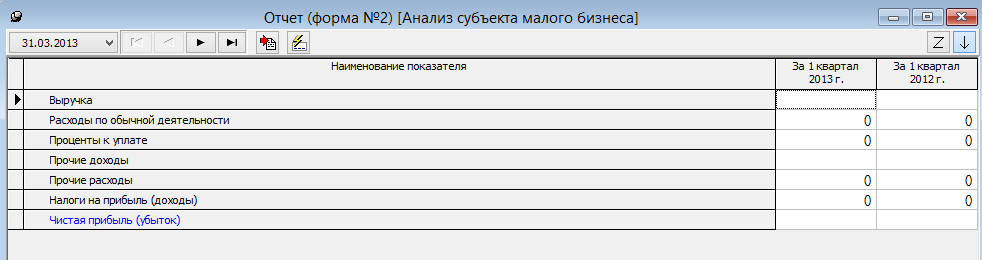 Отчет (форма №2) [Анализ субъекта малого бизнеса]
31.03.2013
Z
Наименование показателя
За 1 квартал
2013 г.
За 1 квартал
2012 г.
Выручка
Расходы по обычной деятельности 0 0
Проценты к уплате 0 0
Прочие доходы
Прочие расходы 0 0
Налоги на прибыль (доходы) 0 0
Чистая прибыль (убыток)